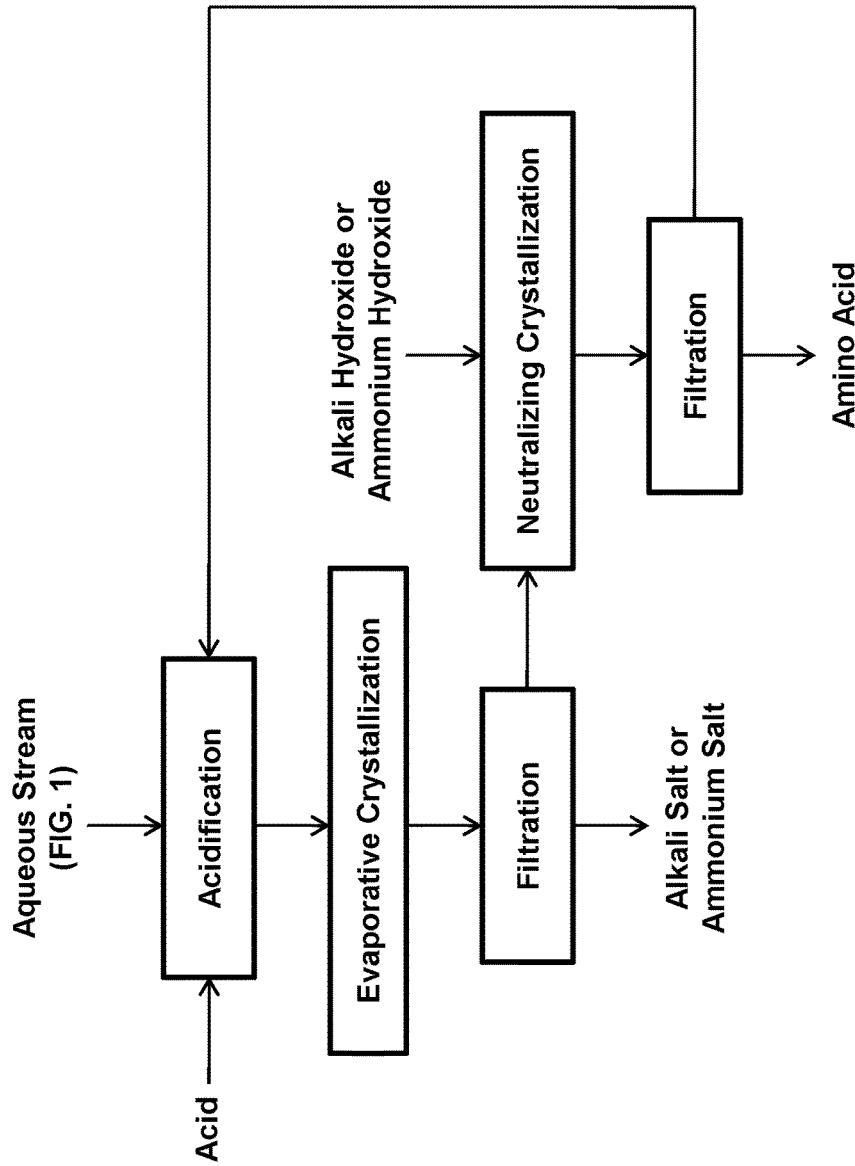 Aqueous Stream
(FIG. 1)
Acid
Acidification
Evaporative Crystallization
Filtration
Alkali Salt or
Ammonium Salt
Alkali Hydroxide or
Ammonium Hydroxide
Neutralizing Crystallization
Filtration
Amino Acid